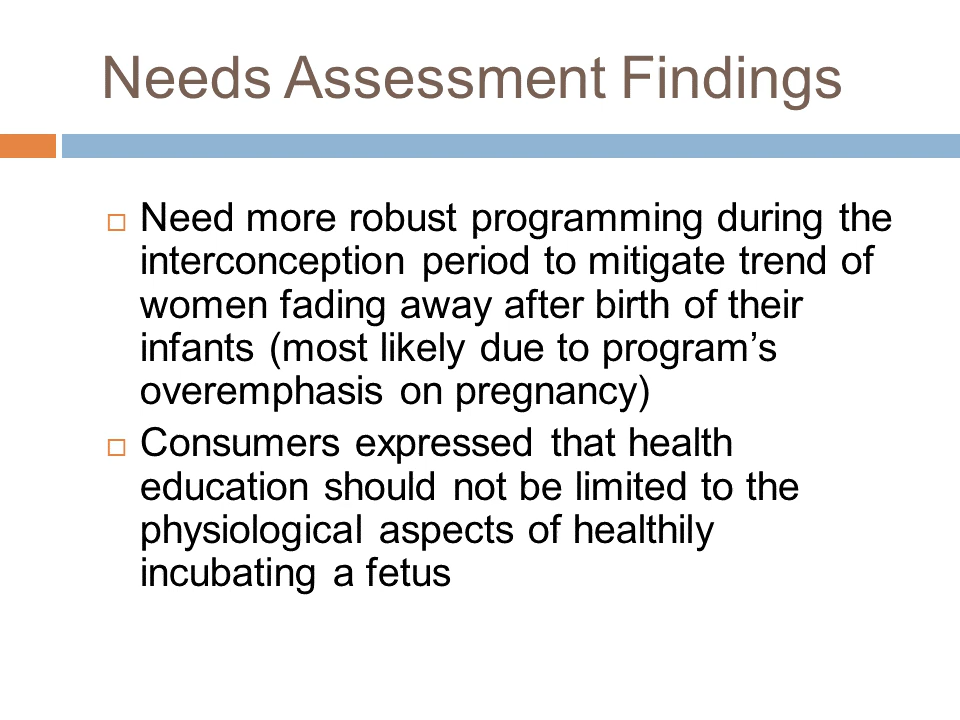 Needs Assessment Findings
Need more robust programming during the
interconception period to mitigate trend of
women fading away after birth of their
infants (most likely due to program’s
overemphasis on pregnancy)
Consumers expressed that health
education should not be limited to the
physiological aspects of healthily
incubating a fetus